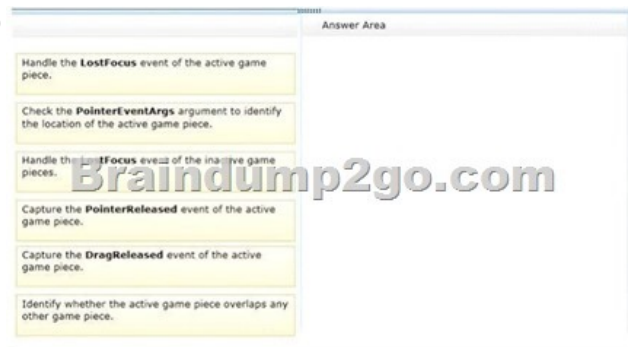 Answer Area
Handle the LostFocus event of the active game
piece.
Check the PointerEventArgs argument to identify
the location of the active game piece.
Handle the LostFocus event of the inactive game
pieces.
Braindump2go.com
Capture the PointerReleased event of the active
game piece.
Capture the DragReleased event of the active
game piece.
Identify whether the active game piece overlaps any
other game piece.